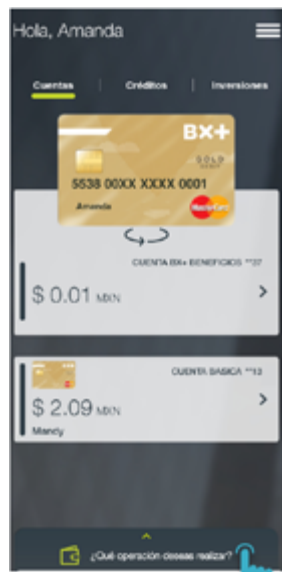 Hola, Amanda
Cuentas | Créditos | Inversiones
BX+
GOLD
5538 00XX XXXX 0001
Amanda
MasterCard
CUENTA BX+ BENEFICIOS **37
$ 0.01 MXN
CUENTA BASICA **13
$ 2.09 MXN
Mandy
¿Qué operación deseas realizar?